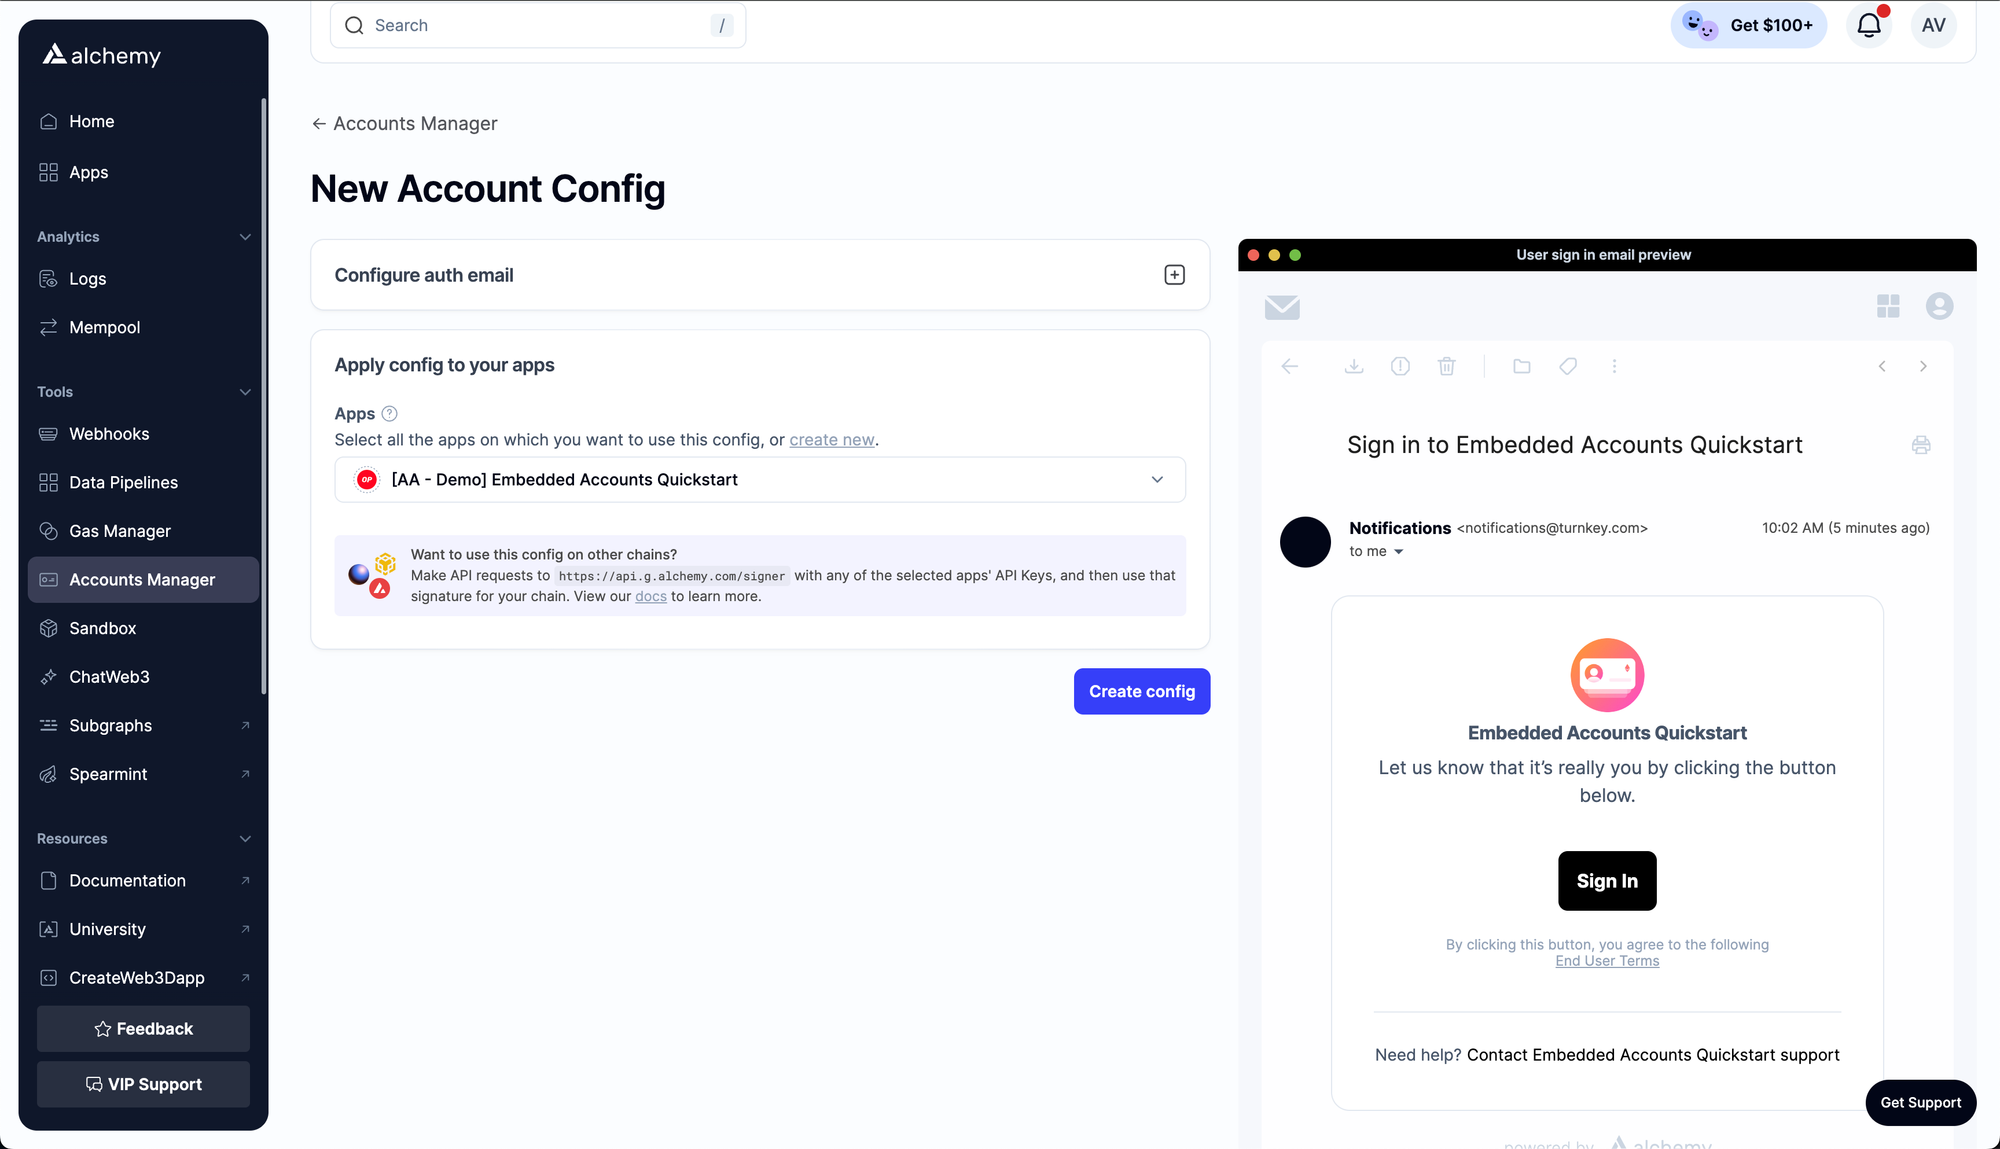 alchemy
Home
Apps
Analytics
Logs
Mempool
Tools
Webhooks
Data Pipelines
Gas Manager
Accounts Manager
Sandbox
ChatWeb3
Subgraphs
Spearmint
Resources
Documentation
University
CreateWeb3Dapp
Feedback
VIP Support
Search /
Get $100+
AV
← Accounts Manager
New Account Config
Configure auth email
Apply config to your apps
Apps
Select all the apps on which you want to use this config, or create new.
OP [AA - Demo] Embedded Accounts Quickstart
Want to use this config on other chains?
Make API requests to https://api.g.alchemy.com/signer with any of the selected apps' API Keys, and then use that
signature for your chain. View our docs to learn more.
Create config
User sign in email preview
Sign in to Embedded Accounts Quickstart
Notifications <notifications@turnkey.com> 10:02 AM (5 minutes ago)
to me
Embedded Accounts Quickstart
Let us know that it’s really you by clicking the button
below.
Sign In
By clicking this button, you agree to the following
End User Terms
Need help? Contact Embedded Accounts Quickstart support
Get Support
powered by alchemy